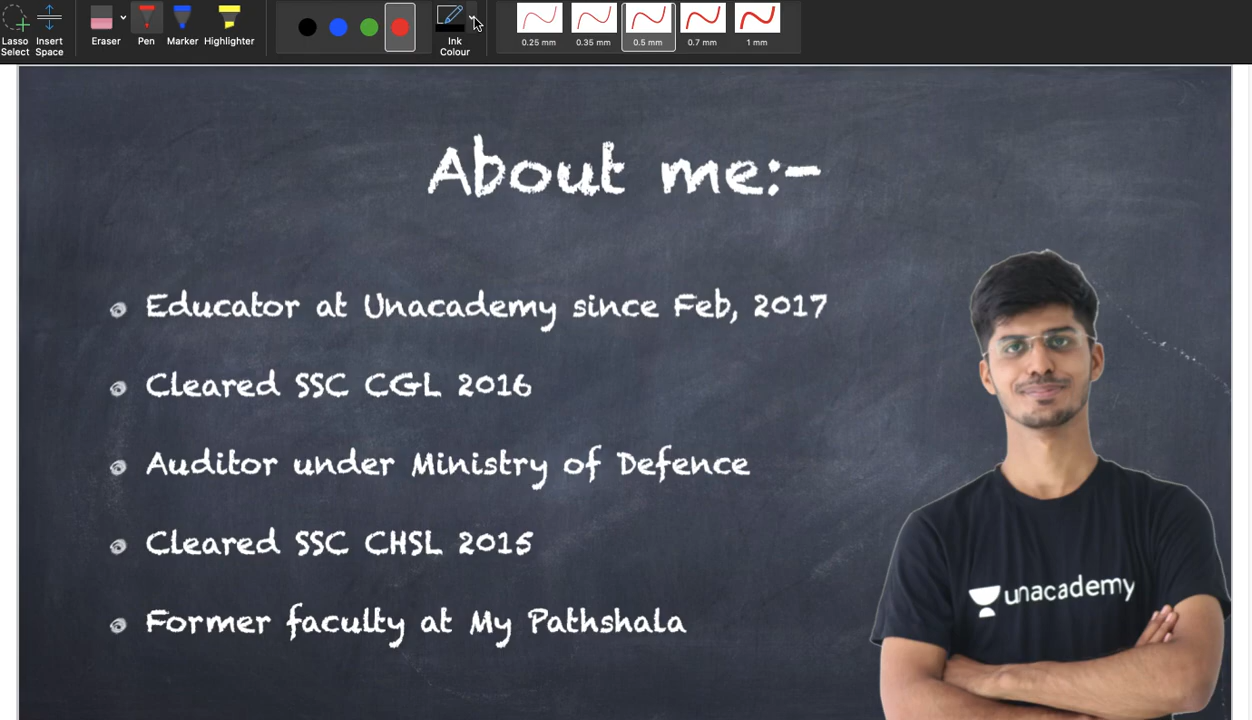 Lasso Select
Insert Space
Eraser
Pen
Marker
Highlighter
Ink Colour
0.25 mm
0.35 mm
0.5 mm
0.7 mm
1 mm
About me:-
Educator at Unacademy since Feb, 2017
Cleared SSC CGL 2016
Auditor under Ministry of Defence
Cleared SSC CHSL 2015
Former faculty at My Pathshala
unacademy